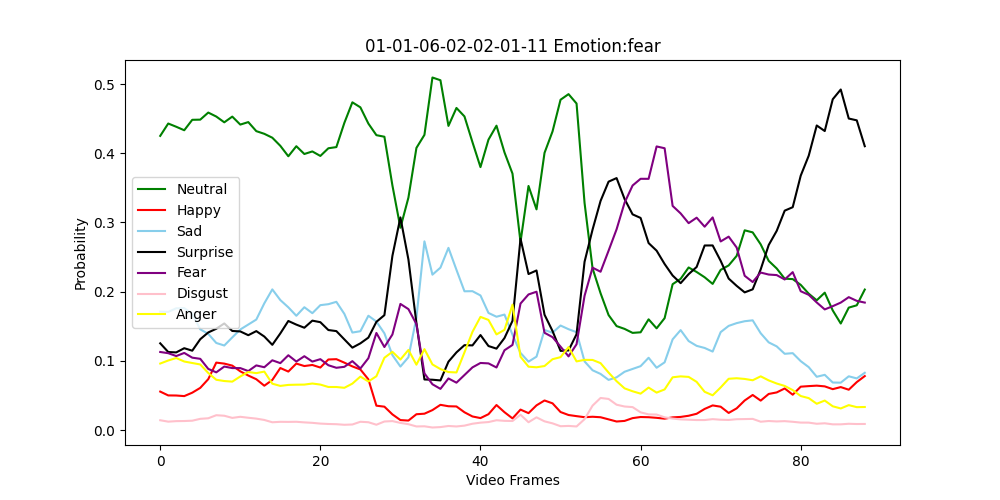 01-01-06-02-02-01-11 Emotion:fear
Probability
0.5
0.4
0.3
0.2
0.1
0.0
Neutral
Happy
Sad
Surprise
Fear
Disgust
Anger
0
20
40
60
80
Video Frames